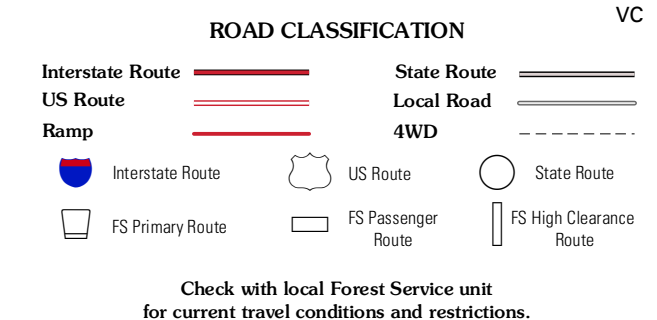 VC
ROAD CLASSIFICATION
Interstate Route
State Route
US Route
Local Road
Ramp
4WD
Interstate Route
US Route
State Route
FS Primary Route
FS Passenger
Route
FS High Clearance
Route
Check with local Forest Service unit
for current travel conditions and restrictions.